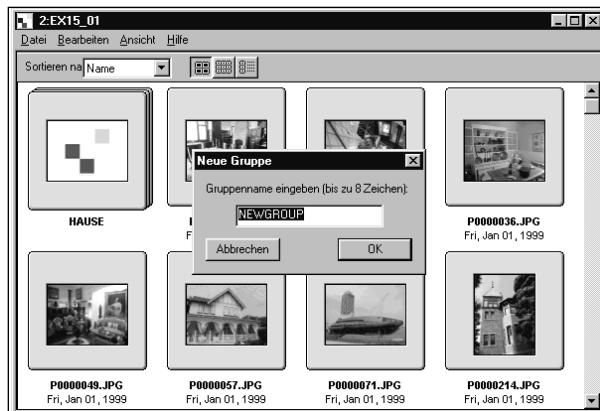 2:EX15_01
Datei Bearbeiten Ansicht Hilfe
Sortieren na Name
Neue Gruppe
Gruppenname eingeben (bis zu 8 Zeichen):
NEWGROUP
Abbrechen OK
HAUSE
P0000036.JPG
Fri, Jan 01, 1999
P0000049.JPG P0000057.JPG P0000071.JPG P0000214.JPG
Fri, Jan 01, 1999 Fri, Jan 01, 1999 Fri, Jan 01, 1999 Fri, Jan 01, 1999